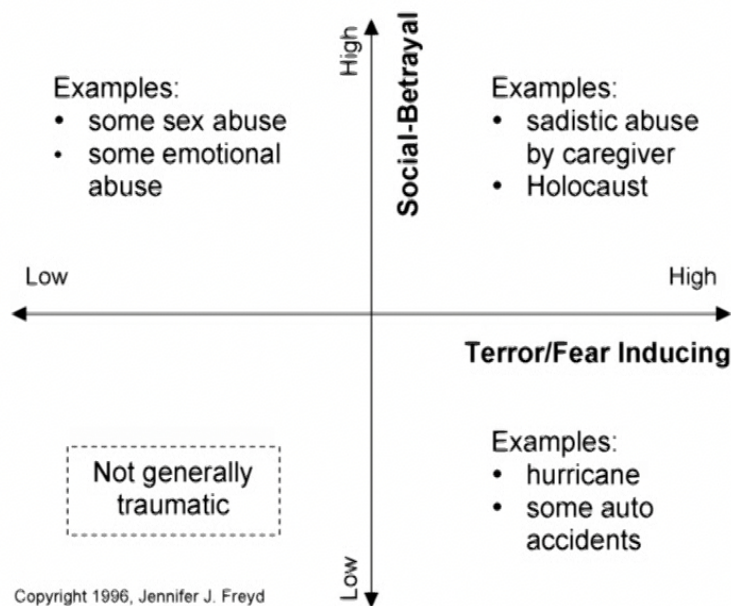 High
Social-Betrayal
Examples:
• some sex abuse
• some emotional
abuse
Examples:
• sadistic abuse
by caregiver
• Holocaust
Low
High
Terror/Fear Inducing
Not generally
traumatic
Examples:
• hurricane
• some auto
accidents
Low
Copyright 1996, Jennifer J. Freyd